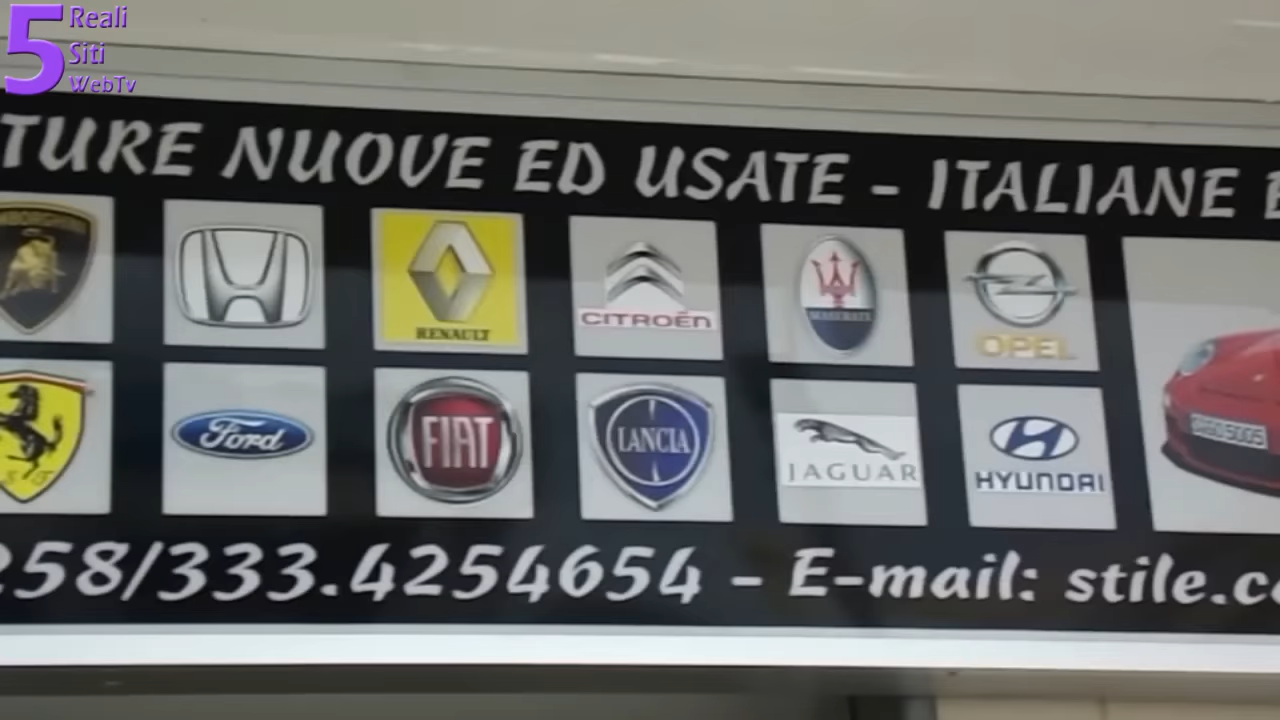 5 Reali
Siti
WebTv
TURE NUOVE ED USATE - ITALIANE E
RENAULT
CITROËN
MASERATI
OPEL
Ford
FIAT
LANCIA
JAGUAR
HYUNDAI
258/333.4254654 - E-mail: stile.c